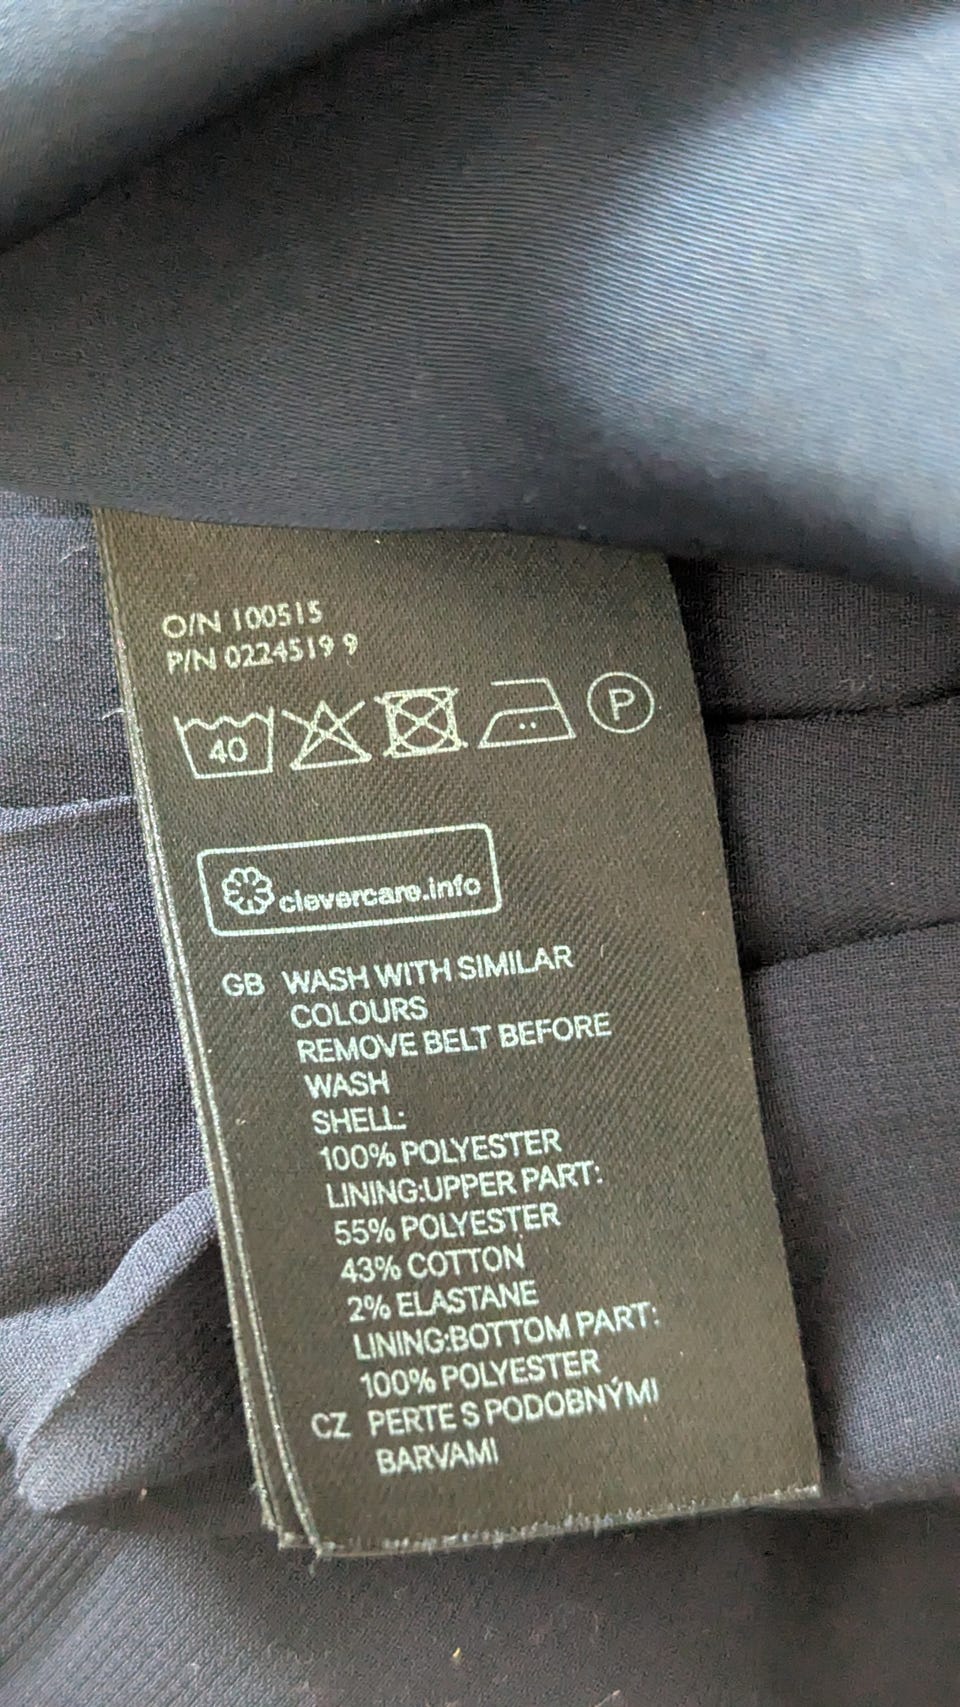 O/N 100515
P/N 0224519 9
40 P
clevercare.info
GB WASH WITH SIMILAR
COLOURS
REMOVE BELT BEFORE
WASH
SHELL:
100% POLYESTER
LINING:UPPER PART:
55% POLYESTER
43% COTTON
2% ELASTANE
LINING:BOTTOM PART:
100% POLYESTER
CZ PERTE S PODOBNÝMI
BARVAMI